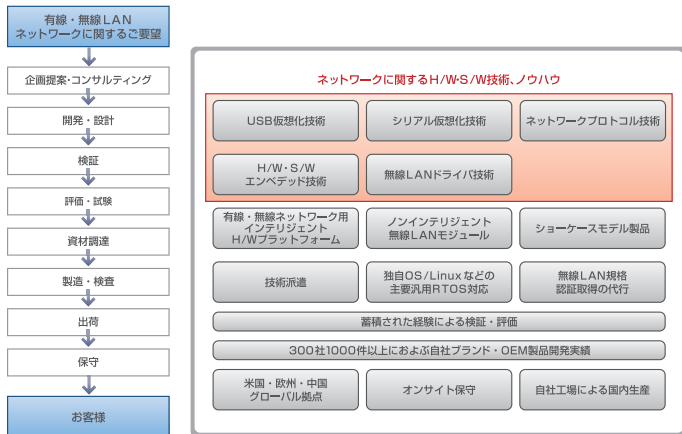 有線・無線LAN
ネットワークに関するご要望
企画提案・コンサルティング
開発・設計
検証
評価・試験
資材調達
製造・検査
出荷
保守
お客様
ネットワークに関するH/W・S/W技術、ノウハウ
USB仮想化技術
シリアル仮想化技術
ネットワークプロトコル技術
H/W・S/W
エンベデッド技術
無線LANドライバ技術
有線・無線ネットワーク用
インテリジェント
H/Wプラットフォーム
ノンインテリジェント
無線LANモジュール
ショーケースモデル製品
技術派遣
独自OS/Linuxなどの
主要汎用RTOS対応
無線LAN規格
認証取得の代行
蓄積された経験による検証・評価
300社1000件以上におよぶ自社ブランド・OEM製品開発実績
米国・欧州・中国
グローバル拠点
オンサイト保守
自社工場による国内生産